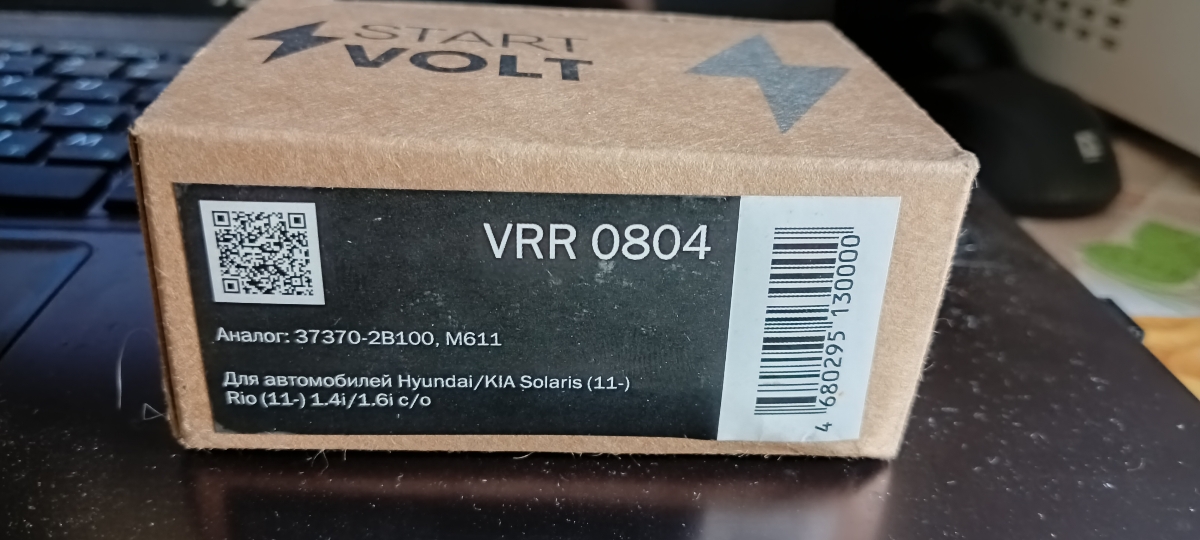 START
VOLT
VRR 0804
Аналог: 37370-2B100, М611
Для автомобилей Hyundai/KIA Solaris (11-)
Rio (11-) 1.4i/1.6i с/о
4 680295 130000